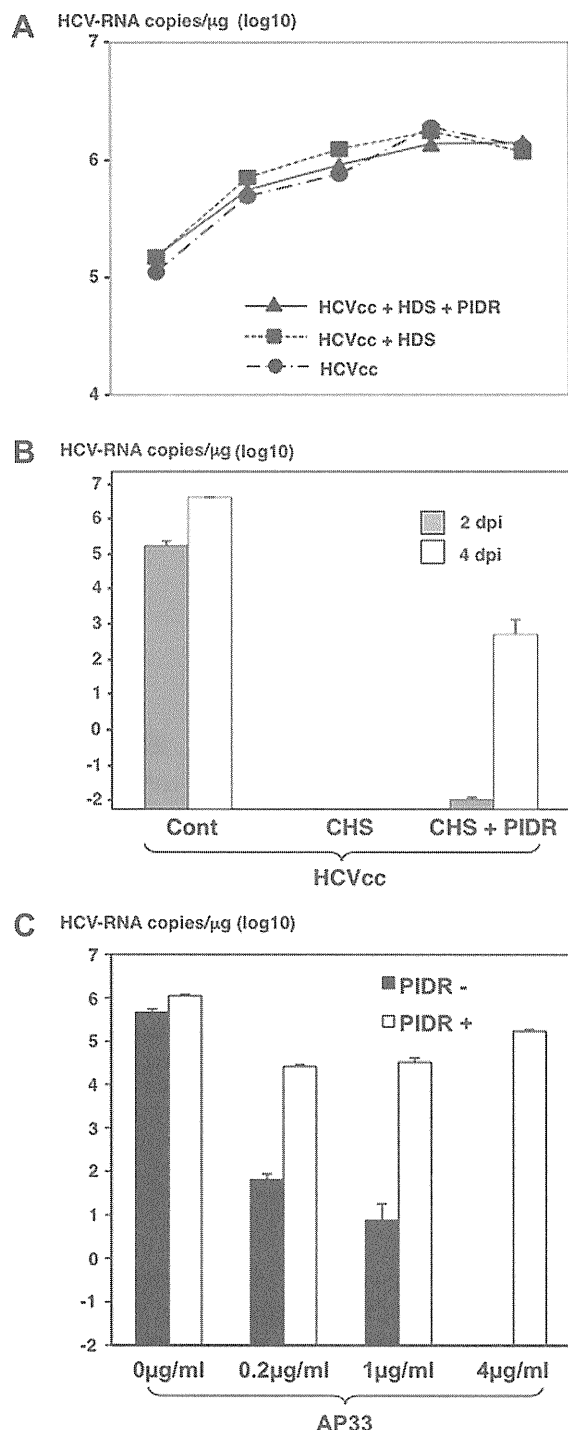 A HCV-RNA copies/μg (log10)
7
6
5
4
HCVcc + HDS + PIDR
HCVcc + HDS
HCVcc
B HCV-RNA copies/μg (log10)
7
6
5
4
3
2
1
0
-1
-2
2 dpi
4 dpi
Cont CHS CHS + PIDR
HCVcc
C HCV-RNA copies/μg (log10)
7
6
5
4
3
2
1
0
-1
-2
PIDR -
PIDR +
0μg/ml 0.2μg/ml 1μg/ml 4μg/ml
AP33